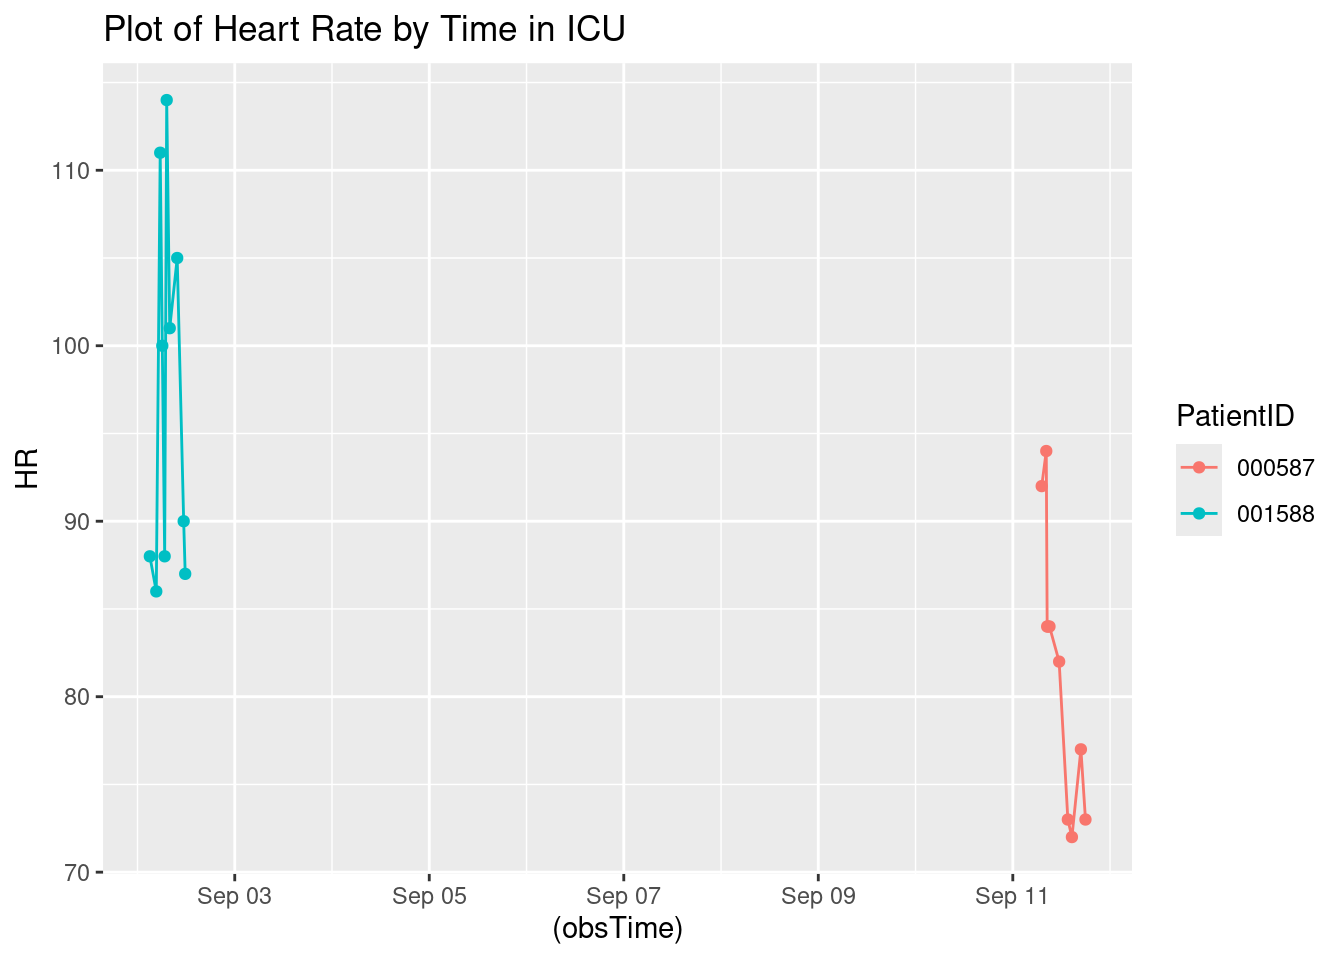 Plot of Heart Rate by Time in ICU
110
100
90
80
70
HR
Sep 03 Sep 05 Sep 07 Sep 09 Sep 11
(obsTime)
PatientID
000587
001588